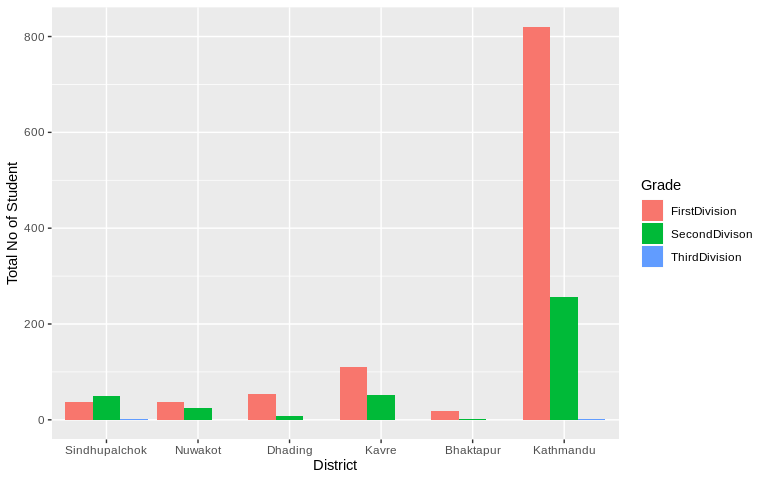 800
600
400
200
0
Total No of Student
Sindhupalchok Nuwakot Dhading Kavre Bhaktapur Kathmandu
District
Grade
FirstDivision
SecondDivison
ThirdDivision